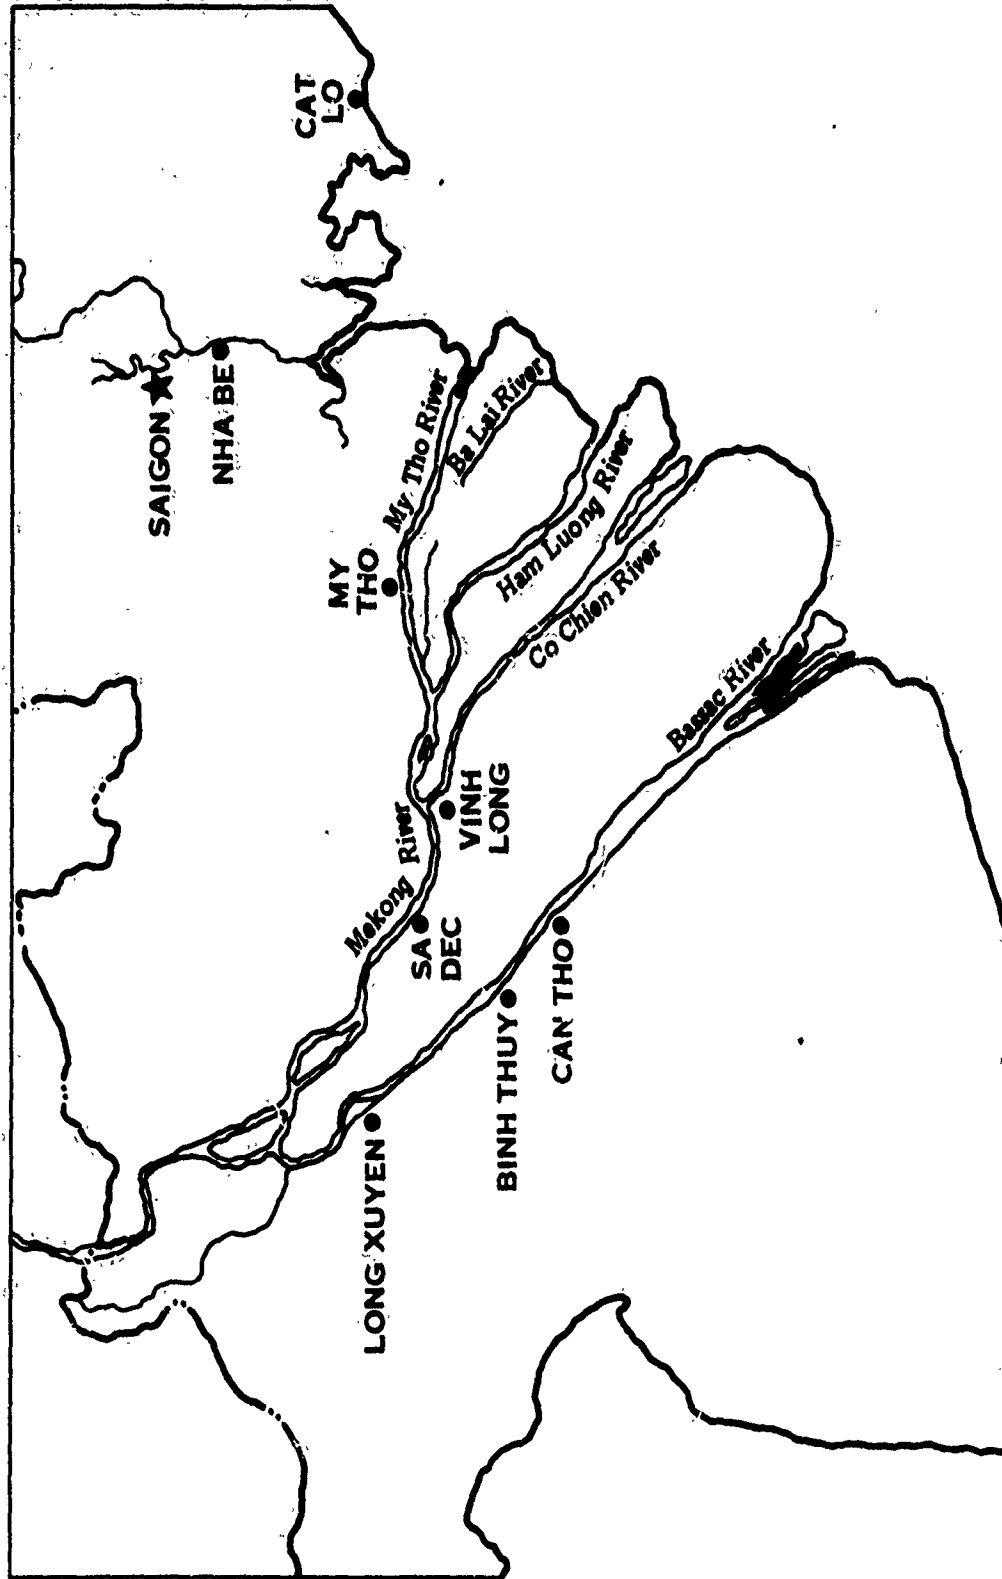 CAT
LO
SAIGON
NHA BE
MY
THO
My Tho River
Ba Lai River
Ham Luong River
Co Chien River
Bassac River
Mekong River
VINH
LONG
SA
DEC
CAN THO
BINH THUY
LONG XUYEN